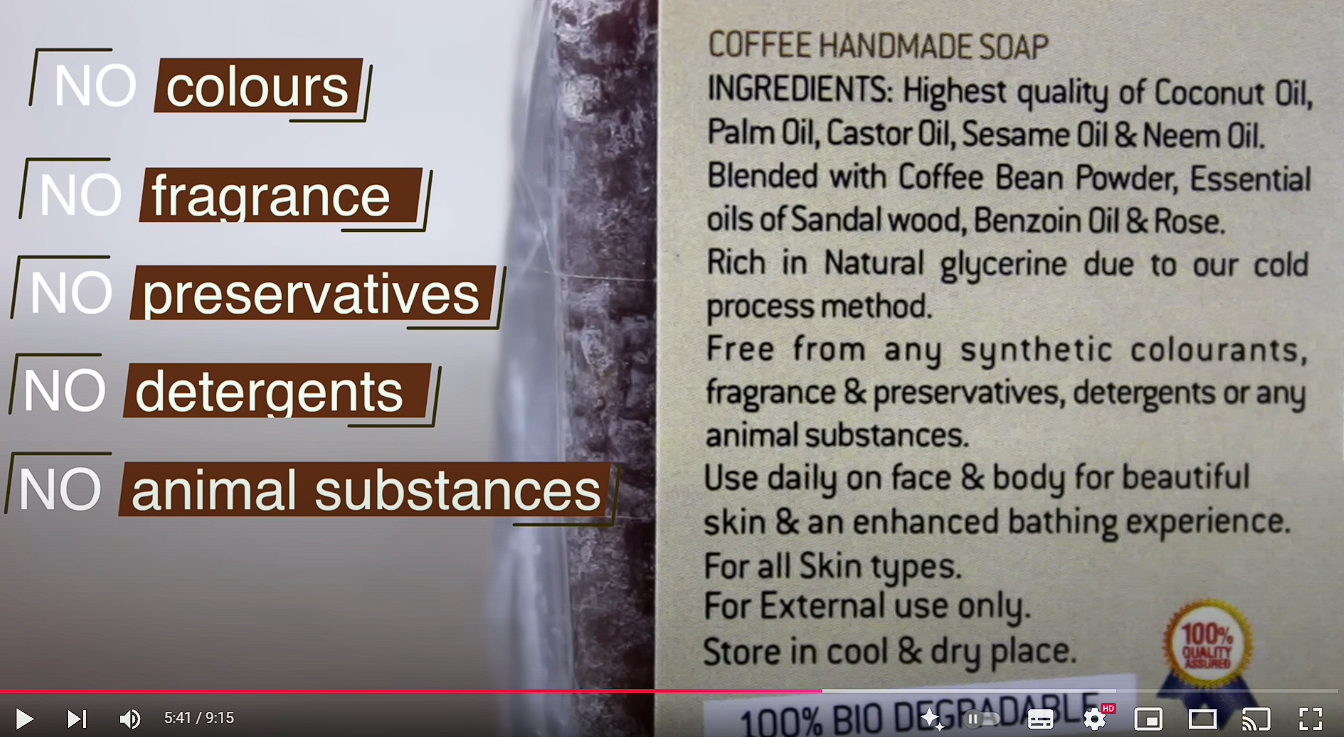 NO colours
NO fragrance
NO preservatives
NO detergents
NO animal substances
COFFEE HANDMADE SOAP
INGREDIENTS: Highest quality of Coconut Oil,
Palm Oil, Castor Oil, Sesame Oil & Neem Oil.
Blended with Coffee Bean Powder, Essential
oils of Sandal wood, Benzoin Oil & Rose.
Rich in Natural glycerine due to our cold
process method.
Free from any synthetic colourants,
fragrance & preservatives, detergents or any
animal substances.
Use daily on face & body for beautiful
skin & an enhanced bathing experience.
For all Skin types.
For External use only.
Store in cool & dry place.
100%
QUALITY
ASSURED
100% BIO DEGRADABLE
5:41 / 9:15
HD